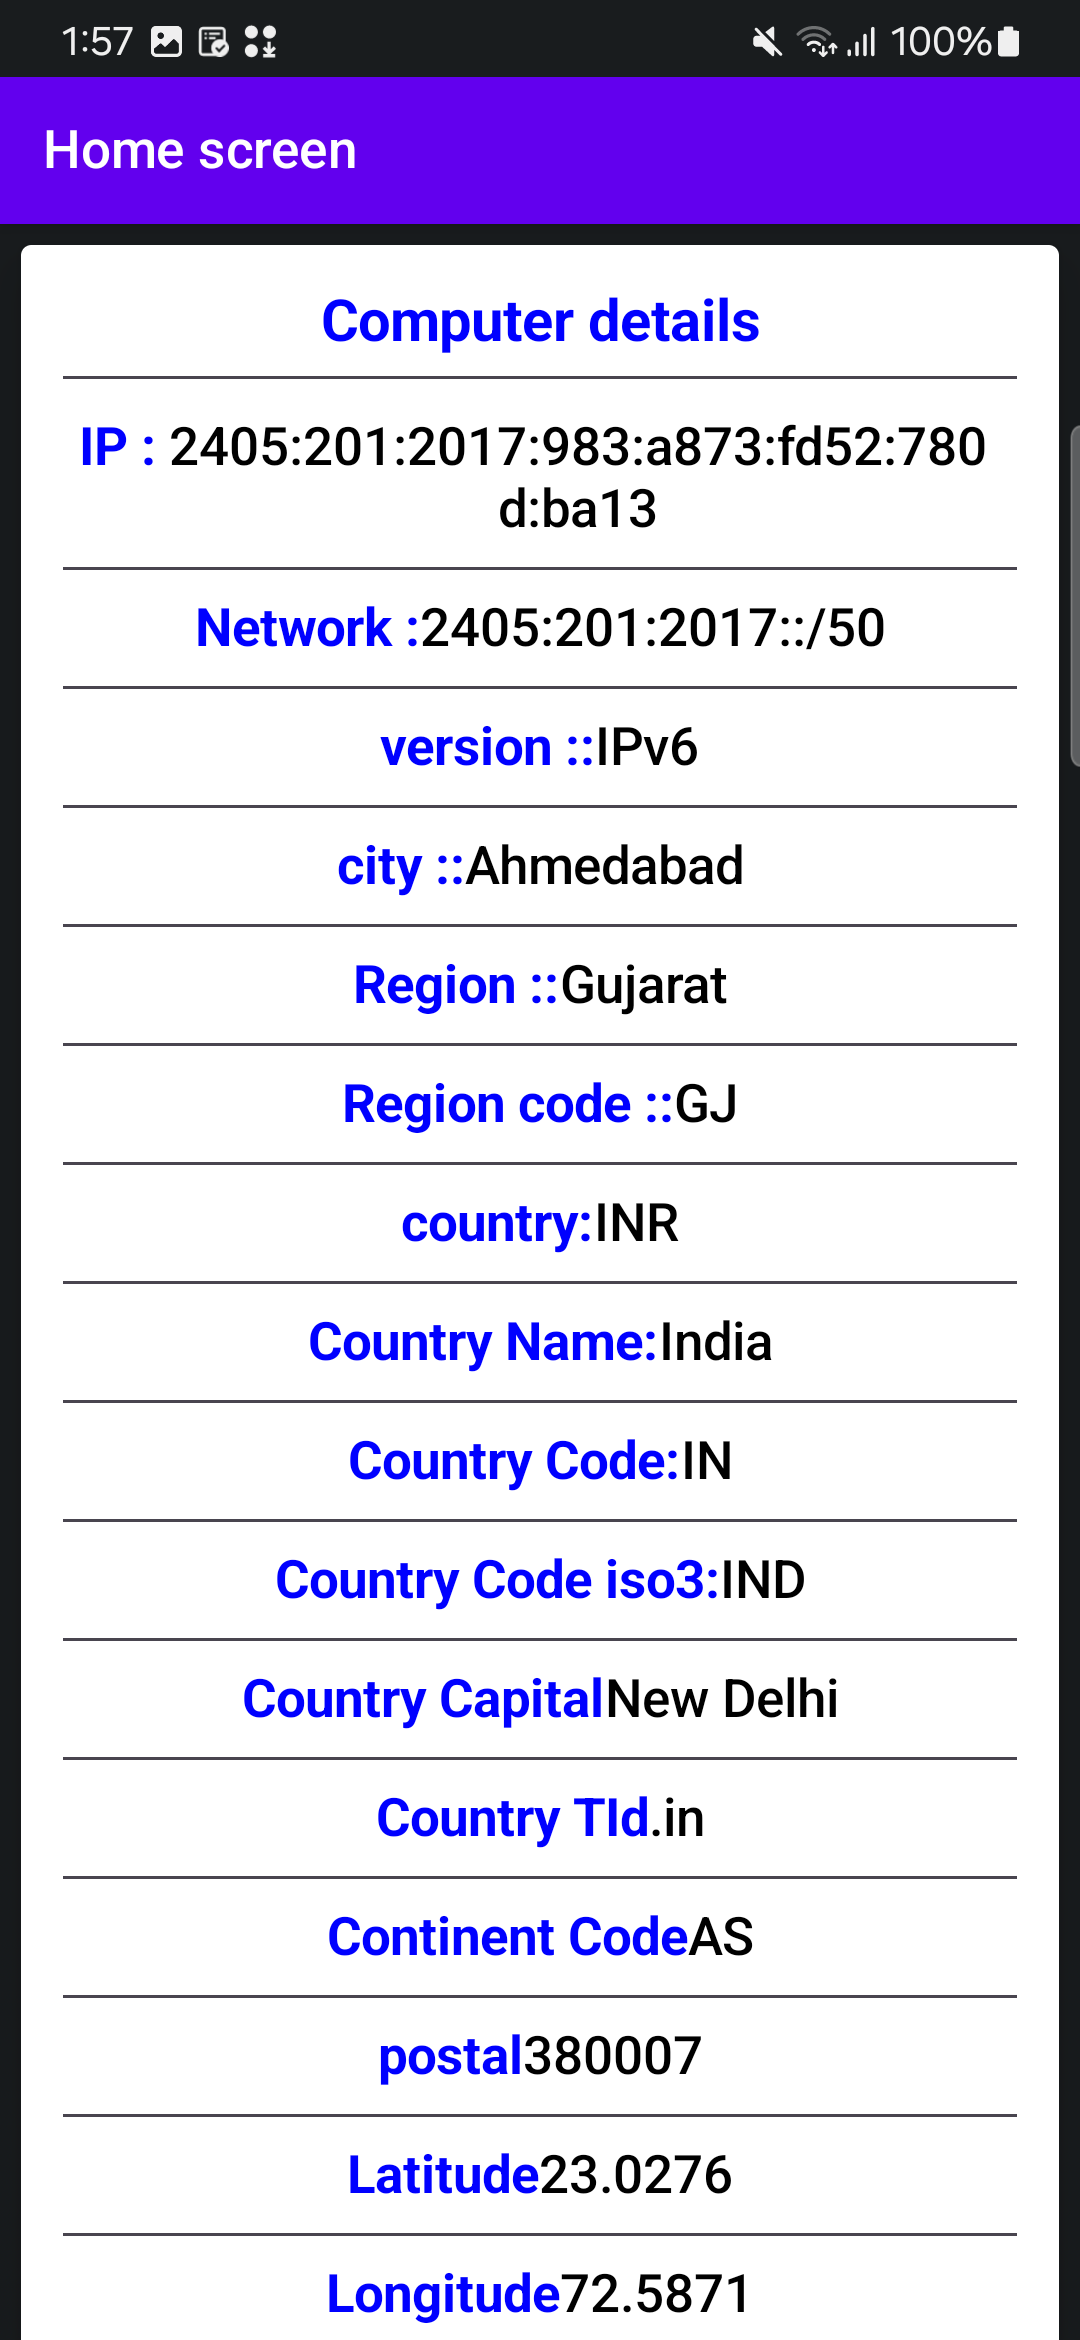 1:57 100%
Home screen
Computer details
IP : 2405:201:2017:983:a873:fd52:780
d:ba13
Network :2405:201:2017::/50
version ::IPv6
city ::Ahmedabad
Region ::Gujarat
Region code ::GJ
country:INR
Country Name:India
Country Code:IN
Country Code iso3:IND
Country CapitalNew Delhi
Country TId.in
Continent CodeAS
postal380007
Latitude23.0276
Longitude72.5871